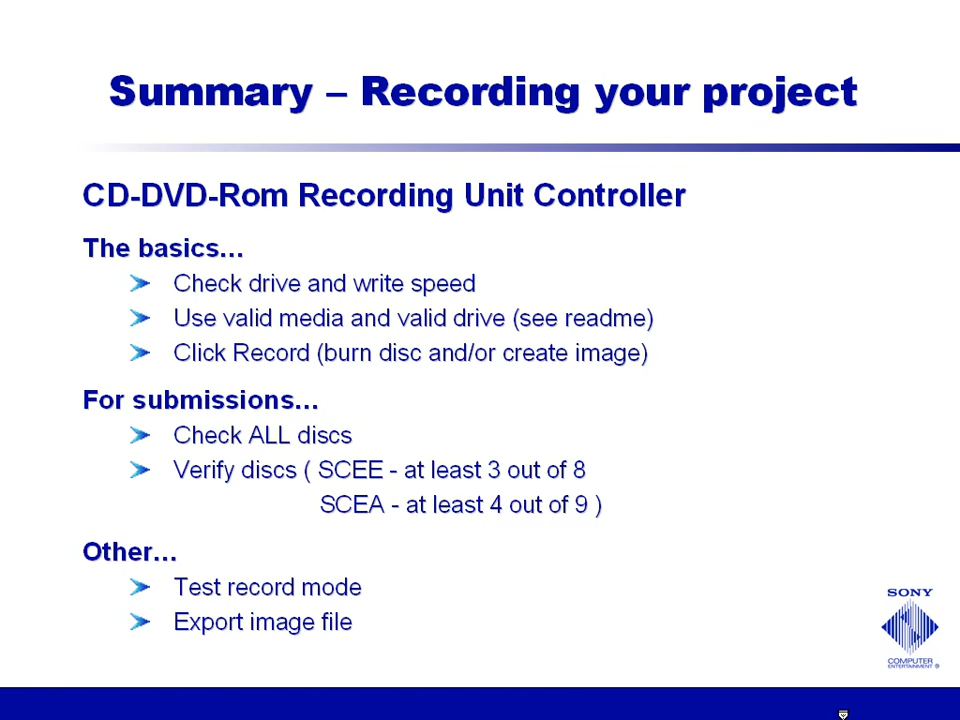 Summary – Recording your project
CD-DVD-Rom Recording Unit Controller
The basics…
Check drive and write speed
Use valid media and valid drive (see readme)
Click Record (burn disc and/or create image)
For submissions…
Check ALL discs
Verify discs ( SCEE - at least 3 out of 8
SCEA - at least 4 out of 9 )
Other…
Test record mode
Export image file
SONY
COMPUTER
ENTERTAINMENT ®